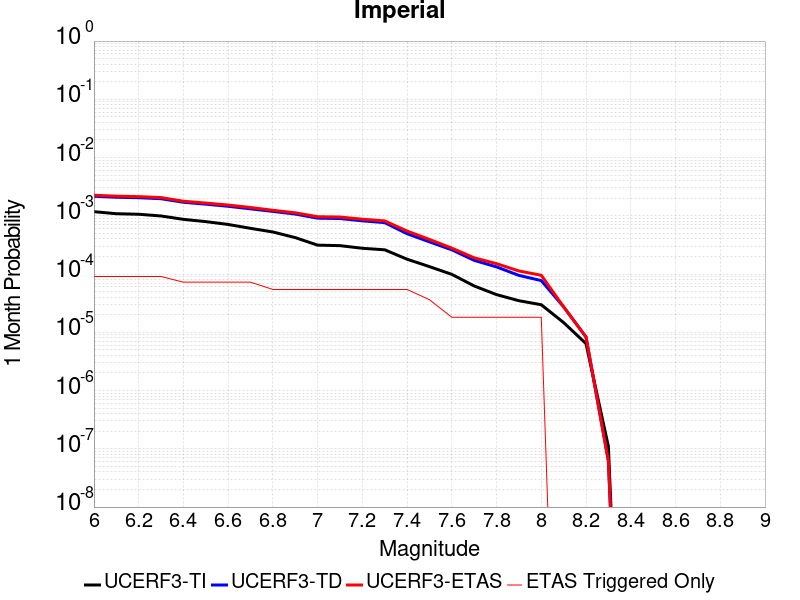 Imperial
10^0
10^-1
10^-2
10^-3
10^-4
10^-5
10^-6
10^-7
10^-8
1 Month Probability
6 6.2 6.4 6.6 6.8 7 7.2 7.4 7.6 7.8 8 8.2 8.4 8.6 8.8 9
Magnitude
UCERF3-TI UCERF3-TD UCERF3-ETAS ETAS Triggered Only